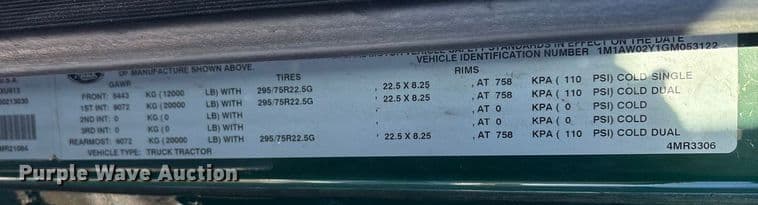 VEHICLE SAFETY STANDARDS IN EFFECT ON THE DATE
OF MANUFACTURE SHOWN ABOVE. VEHICLE IDENTIFICATION NUMBER 1M1AW02Y1GM053122
U.S.A.
GAWR TIRES RIMS
FRONT: 5443 KG (12000 LB) WITH 295/75R22.5G , 22.5 X 8.25 , AT 758 KPA ( 110 PSI) COLD SINGLE
1ST INT: 9072 KG (20000 LB) WITH 295/75R22.5G , 22.5 X 8.25 , AT 758 KPA ( 110 PSI) COLD DUAL
2ND INT: 0 KG ( 0 LB) WITH , , AT 0 KPA ( 0 PSI) COLD
3RD INT: 0 KG ( 0 LB) WITH , , AT 0 KPA ( 0 PSI) COLD
REARMOST: 9072 KG (20000 LB) WITH 295/75R22.5G , 22.5 X 8.25 , AT 758 KPA ( 110 PSI) COLD DUAL
VEHICLE TYPE: TRUCK TRACTOR 4MR3306
Purple Wave Auction